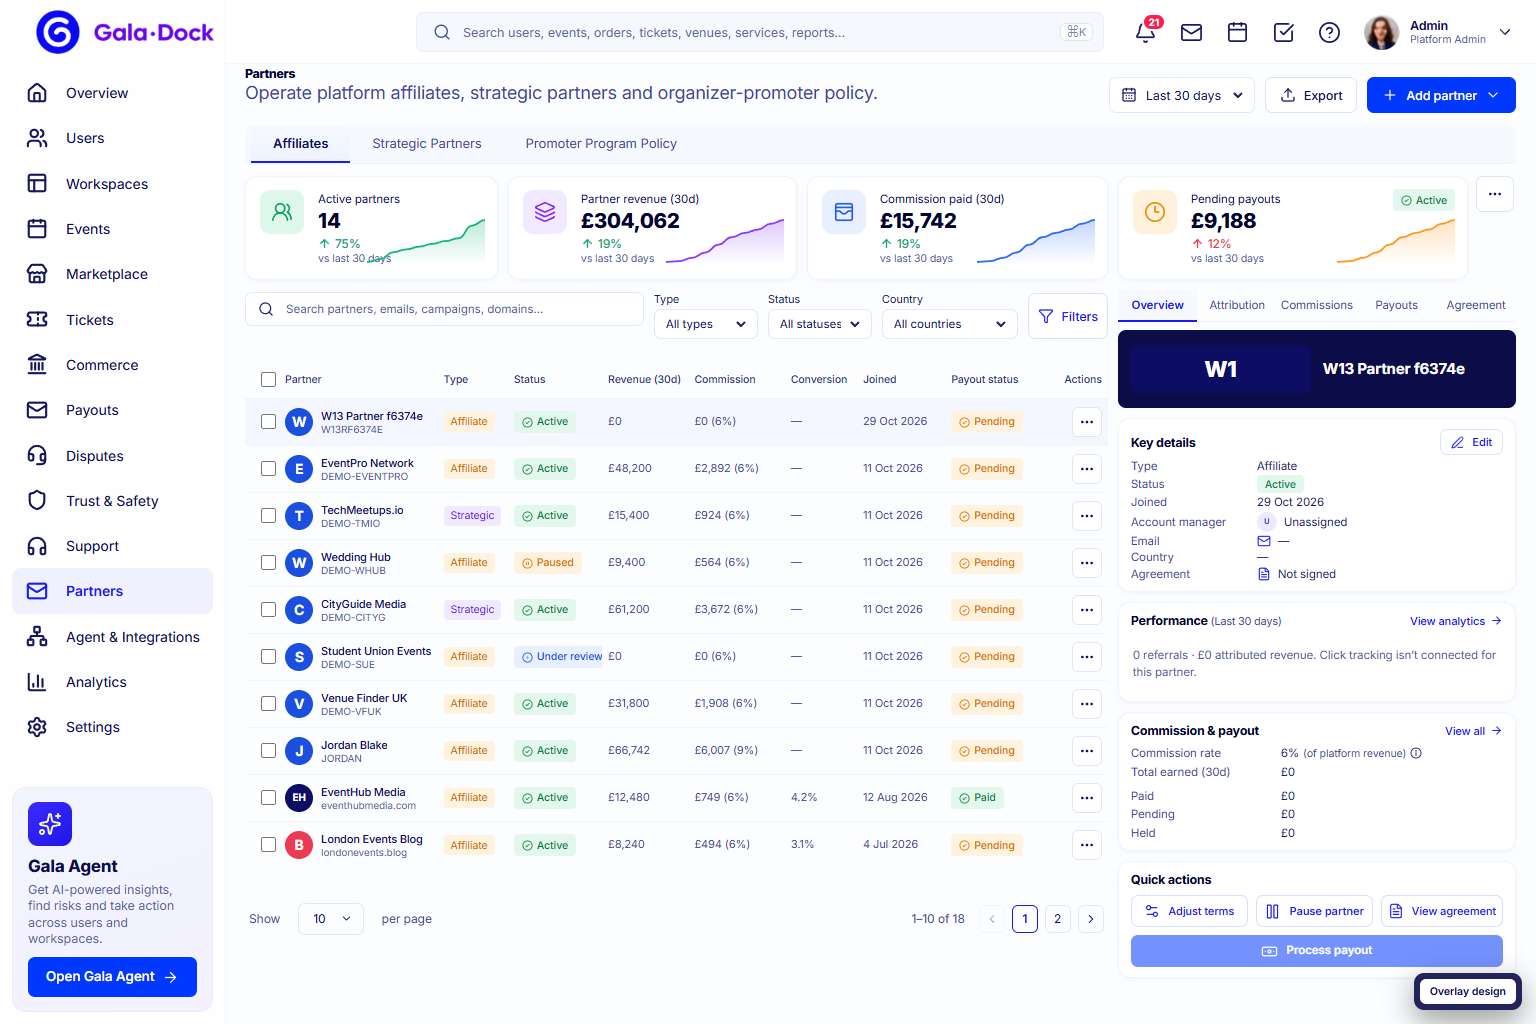 Gala·Dock
Search users, events, orders, tickets, venues, services, reports...
⌘K
21
Admin
Platform Admin
Overview
Users
Workspaces
Events
Marketplace
Tickets
Commerce
Payouts
Disputes
Trust & Safety
Support
Partners
Agent & Integrations
Analytics
Settings
Gala Agent
Get AI-powered insights,
find risks and take action
across users and
workspaces.
Open Gala Agent
Partners
Operate platform affiliates, strategic partners and organizer-promoter policy.
Last 30 days
Export
Add partner
Affiliates Strategic Partners Promoter Program Policy
Active partners
14
75%
vs last 30 days
Partner revenue (30d)
£304,062
19%
vs last 30 days
Commission paid (30d)
£15,742
19%
vs last 30 days
Pending payouts
Active
£9,188
12%
vs last 30 days
Search partners, emails, campaigns, domains...
Type
All types
Status
All statuses
Country
All countries
Filters
Partner Type Status Revenue (30d) Commission Conversion Joined Payout status Actions
W W13 Partner f6374e Affiliate Active £0 £0 (6%) — 29 Oct 2026 Pending
W13RF6374E
E EventPro Network Affiliate Active £48,200 £2,892 (6%) — 11 Oct 2026 Pending
DEMO-EVENTPRO
T TechMeetups.io Strategic Active £15,400 £924 (6%) — 11 Oct 2026 Pending
DEMO-TMIO
W Wedding Hub Affiliate Paused £9,400 £564 (6%) — 11 Oct 2026 Pending
DEMO-WHUB
C CityGuide Media Strategic Active £61,200 £3,672 (6%) — 11 Oct 2026 Pending
DEMO-CITYG
S Student Union Events Affiliate Under review £0 £0 (6%) — 11 Oct 2026 Pending
DEMO-SUE
V Venue Finder UK Affiliate Active £31,800 £1,908 (6%) — 11 Oct 2026 Pending
DEMO-VFUK
J Jordan Blake Affiliate Active £66,742 £6,007 (9%) — 11 Oct 2026 Pending
JORDAN
EH EventHub Media Affiliate Active £12,480 £749 (6%) 4.2% 12 Aug 2026 Paid
eventhubmedia.com
B London Events Blog Affiliate Active £8,240 £494 (6%) 3.1% 4 Jul 2026 Pending
londonevents.blog
Show 10 per page
1–10 of 18 1 2
Overview Attribution Commissions Payouts Agreement
W1 W13 Partner f6374e
Key details
Edit
Type Affiliate
Status Active
Joined 29 Oct 2026
Account manager U Unassigned
Email —
Country —
Agreement Not signed
Performance (Last 30 days)
View analytics
0 referrals · £0 attributed revenue. Click tracking isn't connected for
this partner.
Commission & payout
View all
Commission rate 6% (of platform revenue)
Total earned (30d) £0
Paid £0
Pending £0
Held £0
Quick actions
Adjust terms
Pause partner
View agreement
Process payout
Overlay design